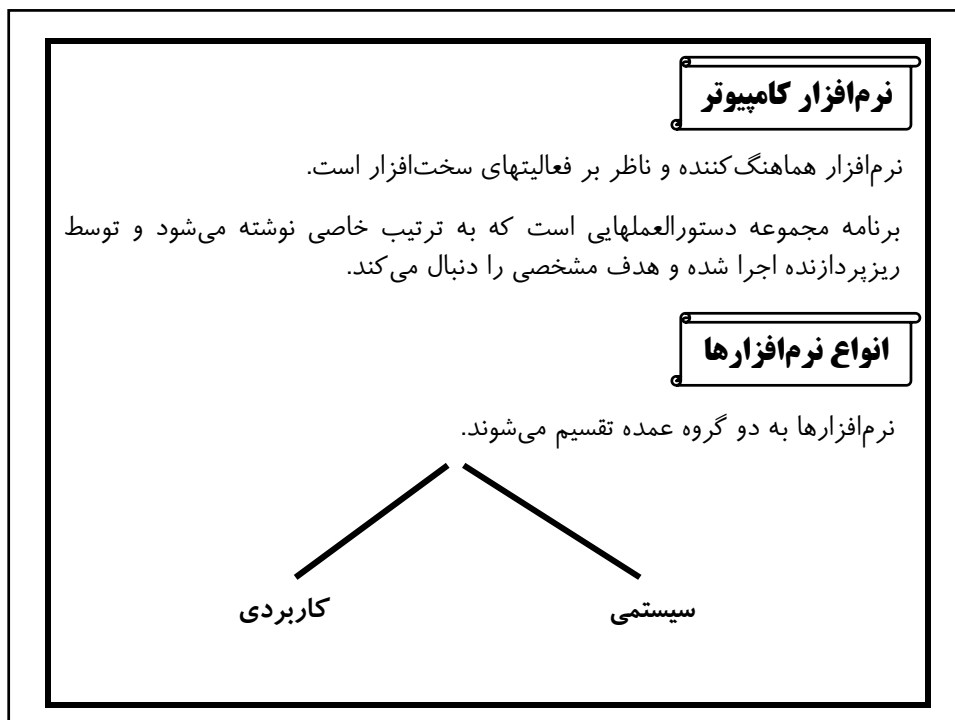 نرم‌افزار کامپیوتر
نرم‌افزار هماهنگ‌کننده و ناظر بر فعالیتهای سخت‌افزار است.
برنامه مجموعه دستورالعملهایی است که به ترتیب خاصی نوشته می‌شود و توسط
ریزپردازنده اجرا شده و هدف مشخصی را دنبال می‌کند.
انواع نرم‌افزارها
نرم‌افزارها به دو گروه عمده تقسیم می‌شوند.
سیستمی کاربردی